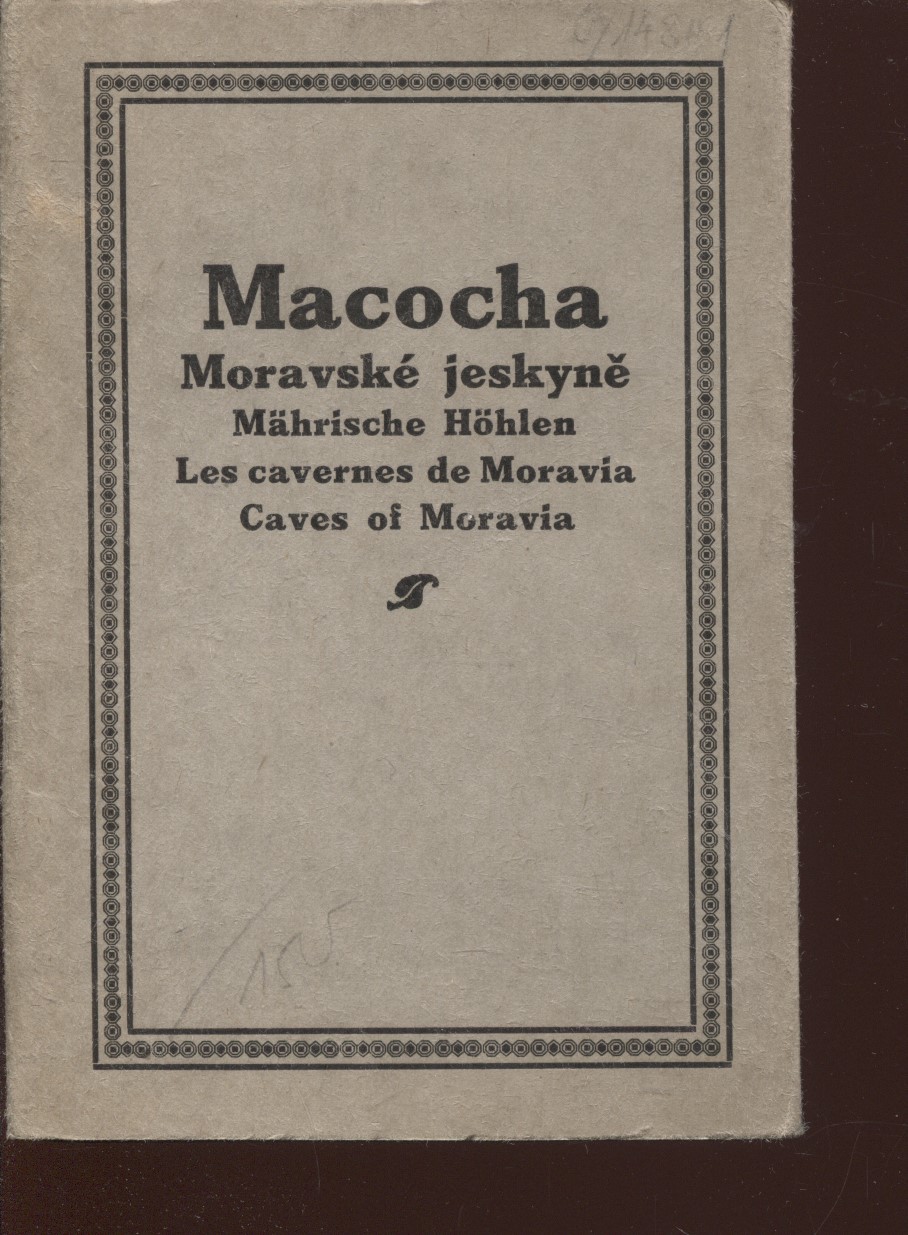 Macocha
Moravské jeskyně
Mährische Höhlen
Les cavernes de Moravia
Caves of Moravia